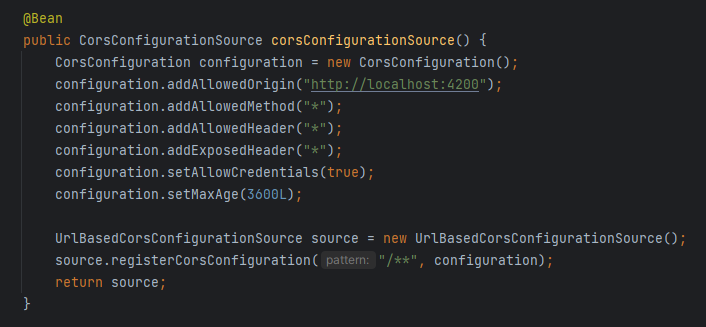 @Bean
public CorsConfigurationSource corsConfigurationSource() {
CorsConfiguration configuration = new CorsConfiguration();
configuration.addAllowedOrigin("http://localhost:4200");
configuration.addAllowedMethod("*");
configuration.addAllowedHeader("*");
configuration.addExposedHeader("*");
configuration.setAllowCredentials(true);
configuration.setMaxAge(3600L);
UrlBasedCorsConfigurationSource source = new UrlBasedCorsConfigurationSource();
source.registerCorsConfiguration( pattern: "/**", configuration);
return source;
}